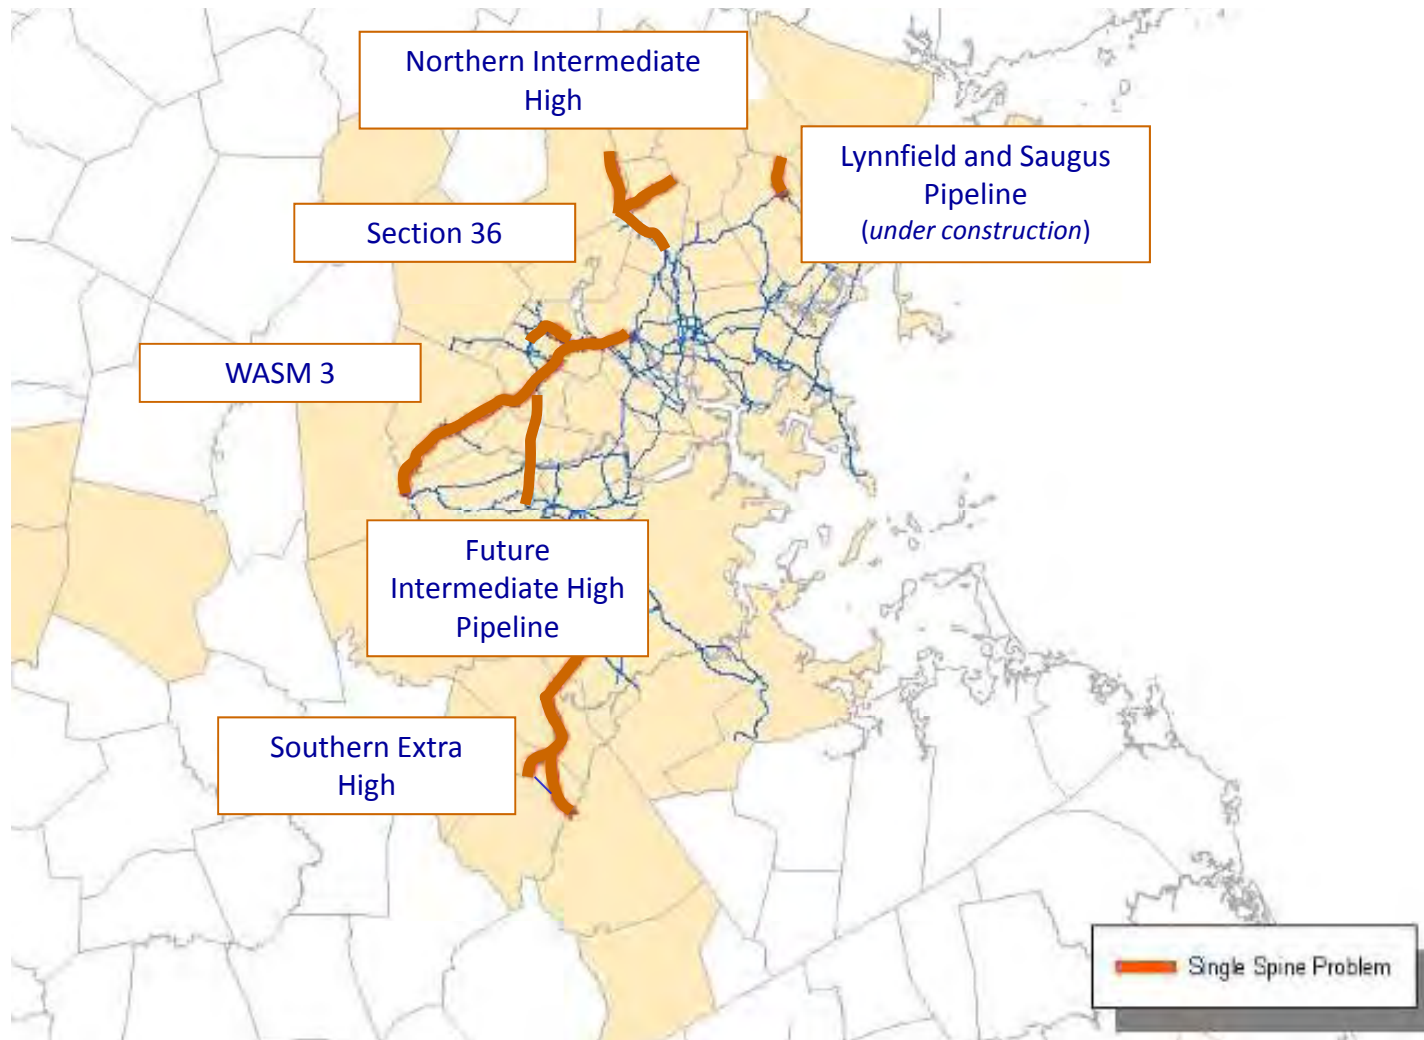 Northern Intermediate
High
Lynnfield and Saugus
Pipeline
(under construction)
Section 36
WASM 3
Future
Intermediate High
Pipeline
Southern Extra
High
Single Spine Problem